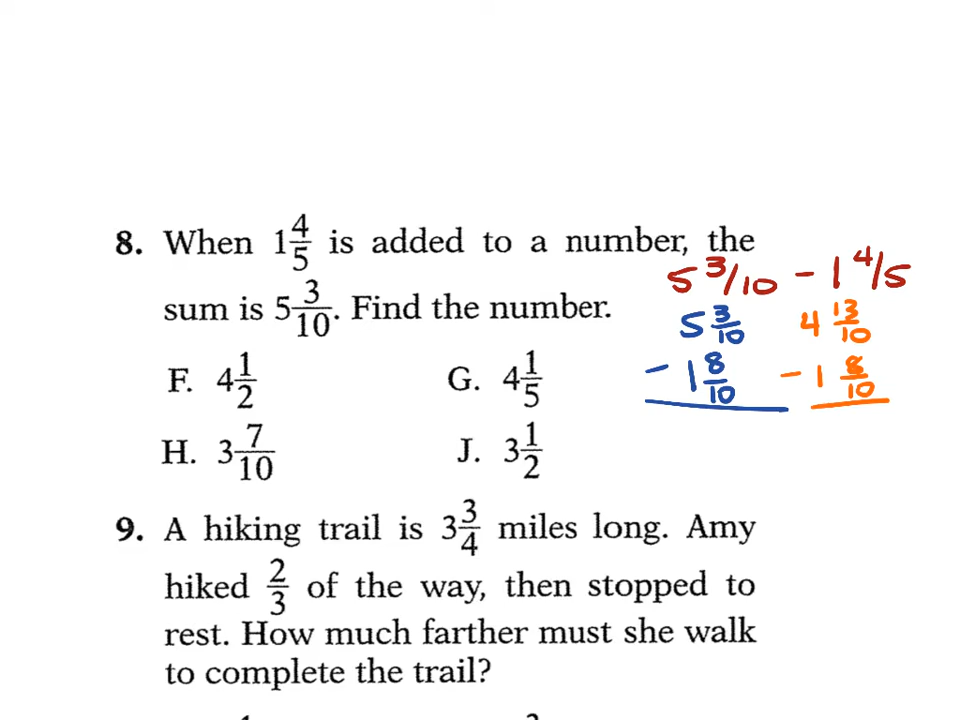 8. When 1 4/5 is added to a number, the
sum is 5 3/10. Find the number.
F. 4 1/2 G. 4 1/5
H. 3 7/10 J. 3 1/2
5 3/10 - 1 4/5
5 3/10 4 13/10
- 1 8/10 - 1 8/10
9. A hiking trail is 3 3/4 miles long. Amy
hiked 2/3 of the way, then stopped to
rest. How much farther must she walk
to complete the trail?